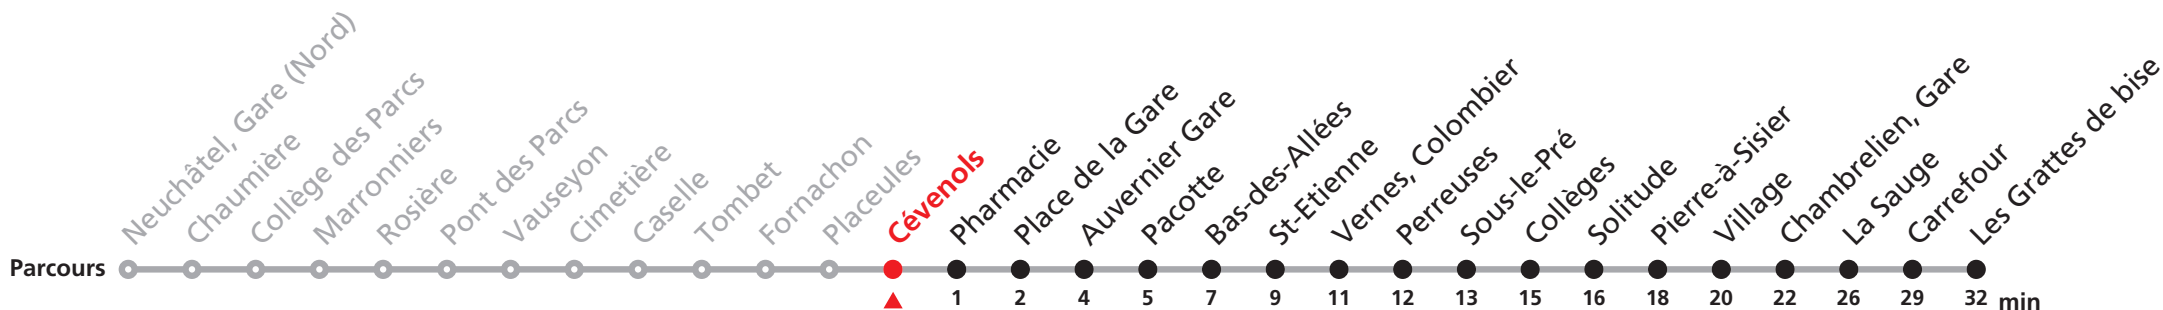 Neuchâtel, Gare (Nord)
Chaumière
Collège des Parcs
Marronniers
Rosière
Pont des Parcs
Vauseyon
Cimetière
Caselle
Tombet
Fornachon
Placeules
Cévenols
Pharmacie
Place de la Gare
Auvernier Gare
Pacotte
Bas-des-Allées
St-Etienne
Vernes, Colombier
Perreuses
Sous-le-Pré
Collèges
Solitude
Pierre-à-Sisier
Village
Chambrelien, Gare
La Sauge
Carrefour
Les Grattes de bise
Parcours
1 2 4 5 7 9 11 12 13 15 16 18 20 22 26 29 32 min